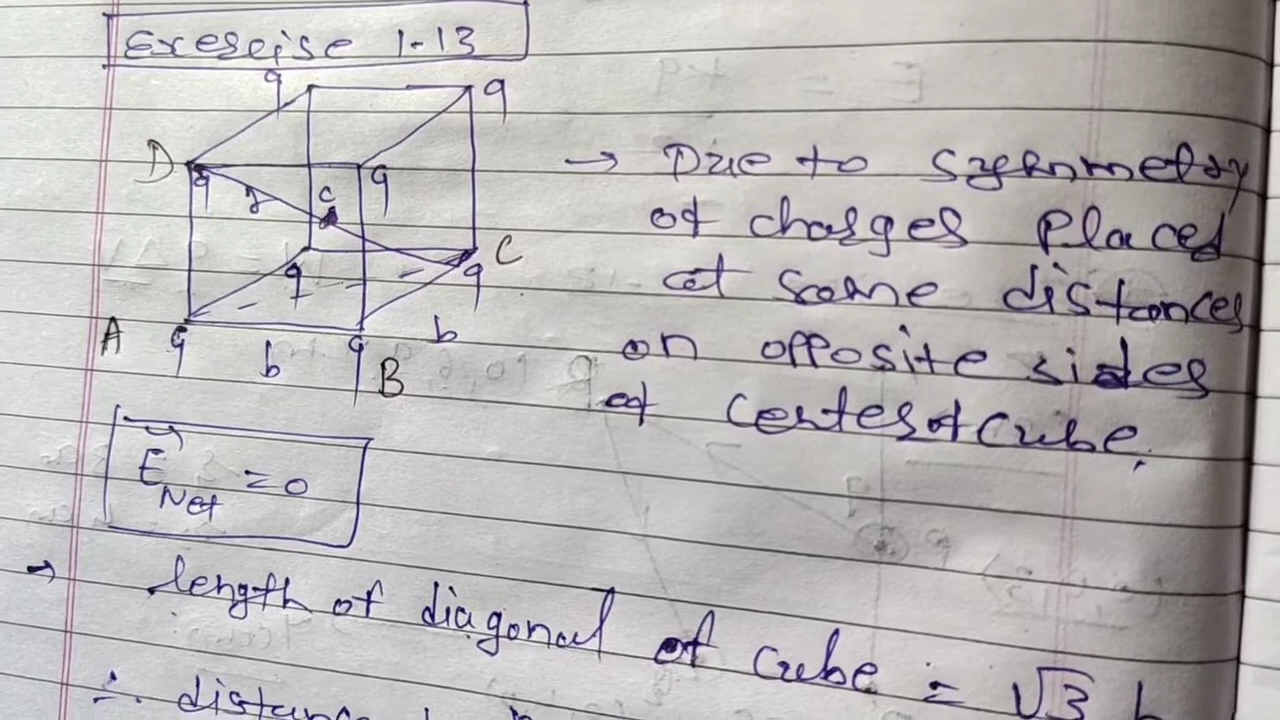 Exercise 1.13
q
q
D
q
r
c
q
q
C
q
A
q
b
q
b
B
→ Due to symmetry
of charges placed
at same distances
on opposite sides
of center of cube.
E Net = 0
→ length of diagonal of cube = √3 b
∴ distance